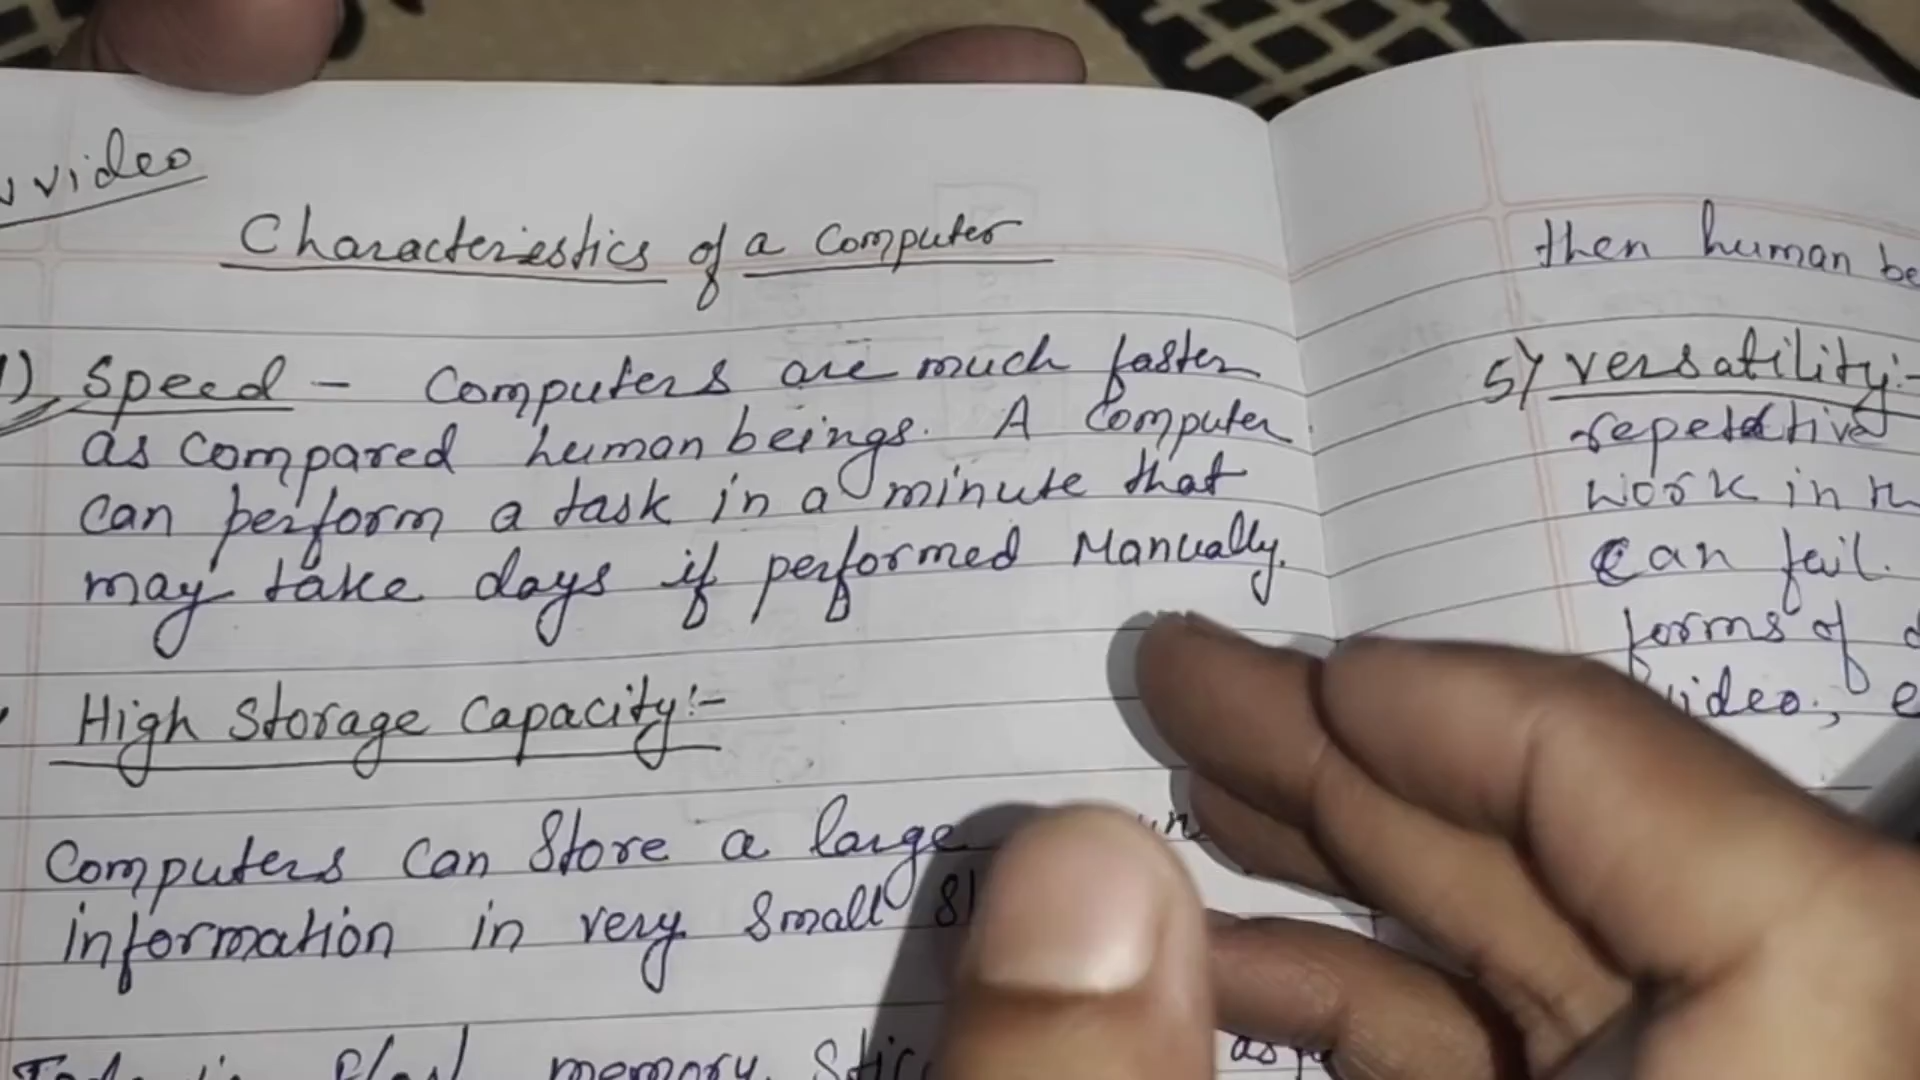 video
Characteriestics of a Computer
1) Speed - Computers are much faster
as compared human beings. A Computer
can perform a task in a minute that
may take days if performed Manually.
High Storage Capacity:-
Computers Can Store a large
information in very Small
memory
then human
5) versatility:-
work in
Can fail.
forms of
video.,